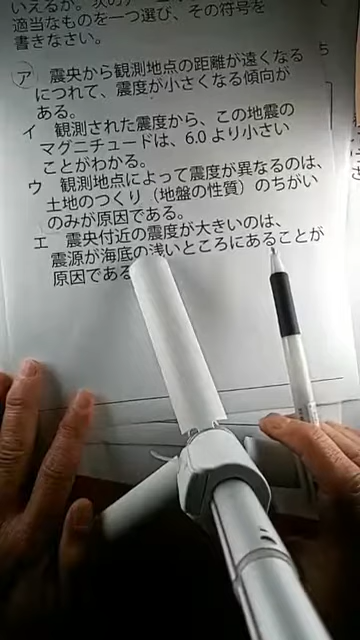 いえるか。次の
適当なものを一つ選び、その符号を
書きなさい。
ア 震央から観測地点の距離が遠くなる
につれて、震度が小さくなる傾向が
ある。
イ 観測された震度から、この地震の
マグニチュードは、6.0より小さい
ことがわかる。
ウ 観測地点によって震度が異なるのは、
土地のつくり（地盤の性質）のちがい
のみが原因である。
エ 震央付近の震度が大きいのは、
震源が海底の浅いところにあることが
原因である
5